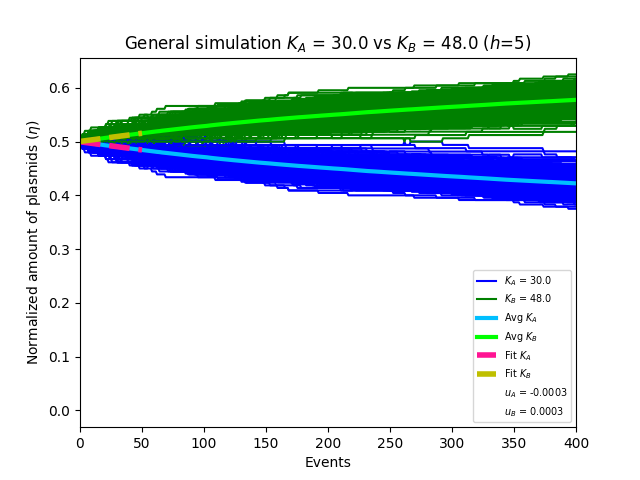 General simulation K_A = 30.0 vs K_B = 48.0 (h=5)
Normalized amount of plasmids (η)
0.6
0.5
0.4
0.3
0.2
0.1
0.0
K_A = 30.0
K_B = 48.0
Avg K_A
Avg K_B
Fit K_A
Fit K_B
u_A = -0.0003
u_B = 0.0003
0 50 100 150 200 250 300 350 400
Events